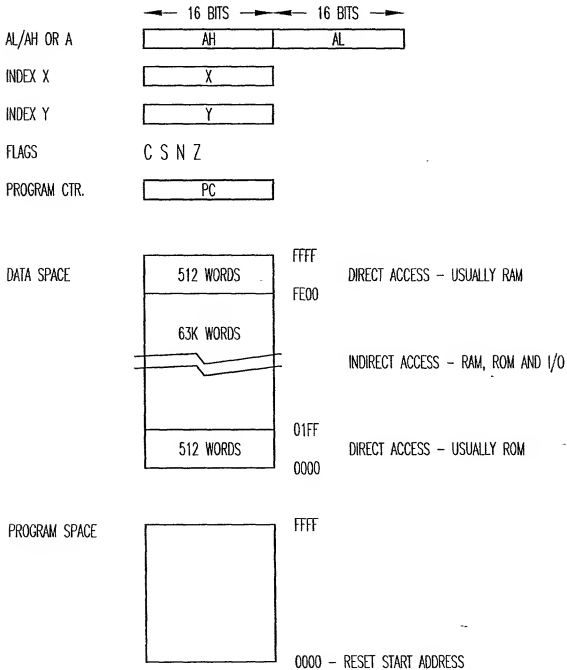 16 BITS 16 BITS
AL/AH OR A AH AL
INDEX X X
INDEX Y Y
FLAGS C S N Z
PROGRAM CTR. PC
FFFF
DATA SPACE 512 WORDS DIRECT ACCESS – USUALLY RAM
FE00
63K WORDS
INDIRECT ACCESS – RAM, ROM AND I/O
01FF
512 WORDS DIRECT ACCESS – USUALLY ROM
0000
PROGRAM SPACE FFFF
0000 – RESET START ADDRESS